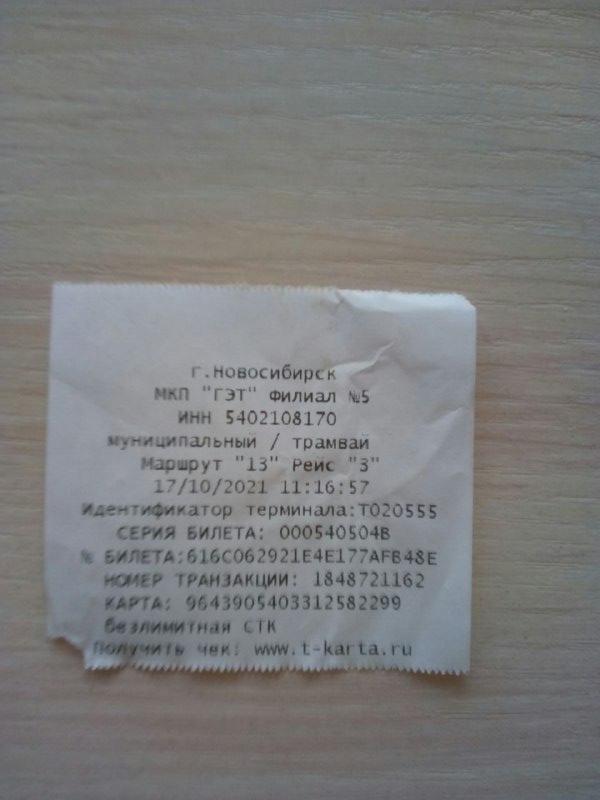 г.Новосибирск
МКП "ГЭТ" Филиал №5
ИНН 5402108170
муниципальный / трамвай
Маршрут "13" Рейс "3"
17/10/2021 11:16:57
Идентификатор терминала:T020555
СЕРИЯ БИЛЕТА: 000540504B
№ БИЛЕТА:616C062921E4E177AFB48E
НОМЕР ТРАНЗАКЦИИ: 1848721162
КАРТА: 9643905403312582299
безлимитная СТК
Получить чек: www.t-karta.ru